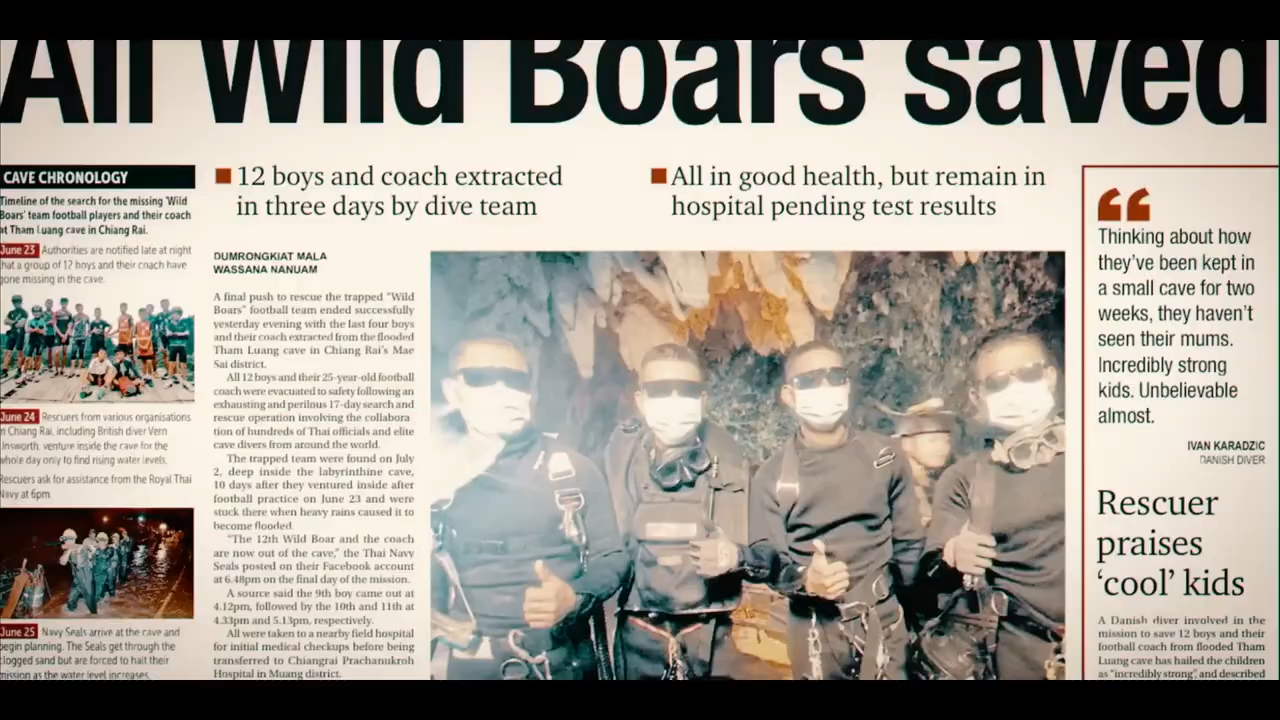 All Wild Boars saved
CAVE CHRONOLOGY
Timeline of the search for the missing 'Wild
Boars' team football players and their coach
at Tham Luang cave in Chiang Rai.
June 23 Authorities are notified late at night
that a group of 12 boys and their coach have
gone missing in the cave.
June 24 Rescuers from various organisations
in Chiang Rai, including British diver Vern
Unsworth, venture inside the cave for the
whole day only to find rising water levels.
Rescuers ask for assistance from the Royal Thai
Navy at 6pm.
June 25 Navy Seals arrive at the cave and
begin planning. The Seals get through the
clogged sand but are forced to halt their
mission as the water level increases.
■ 12 boys and coach extracted
in three days by dive team
■ All in good health, but remain in
hospital pending test results
DUMRONGKIAT MALA
WASSANA NANUAM
A final push to rescue the trapped "Wild
Boars" football team ended successfully
yesterday evening with the last four boys
and their coach extracted from the flooded
Tham Luang cave in Chiang Rai's Mae
Sai district.
All 12 boys and their 25-year-old football
coach were evacuated to safety following an
exhausting and perilous 17-day search and
rescue operation involving the collabora-
tion of hundreds of Thai officials and elite
cave divers from around the world.
The trapped team were found on July
2, deep inside the labyrinthine cave,
10 days after they ventured inside after
football practice on June 23 and were
stuck there when heavy rains caused it to
become flooded.
"The 12th Wild Boar and the coach
are now out of the cave," the Thai Navy
Seals posted on their Facebook account
at 6.48pm on the final day of the mission.
A source said the 9th boy came out at
4.12pm, followed by the 10th and 11th at
4.33pm and 5.13pm, respectively.
All were taken to a nearby field hospital
for initial medical checkups before being
transferred to Chiangrai Prachanukroh
Hospital in Muang district.
“
Thinking about how
they've been kept in
a small cave for two
weeks, they haven't
seen their mums.
Incredibly strong
kids. Unbelievable
almost.
IVAN KARADZIC
DANISH DIVER
Rescuer
praises
'cool' kids
A Danish diver involved in the
mission to save 12 boys and their
football coach from flooded Tham
Luang cave has hailed the children
as "incredibly strong", and described